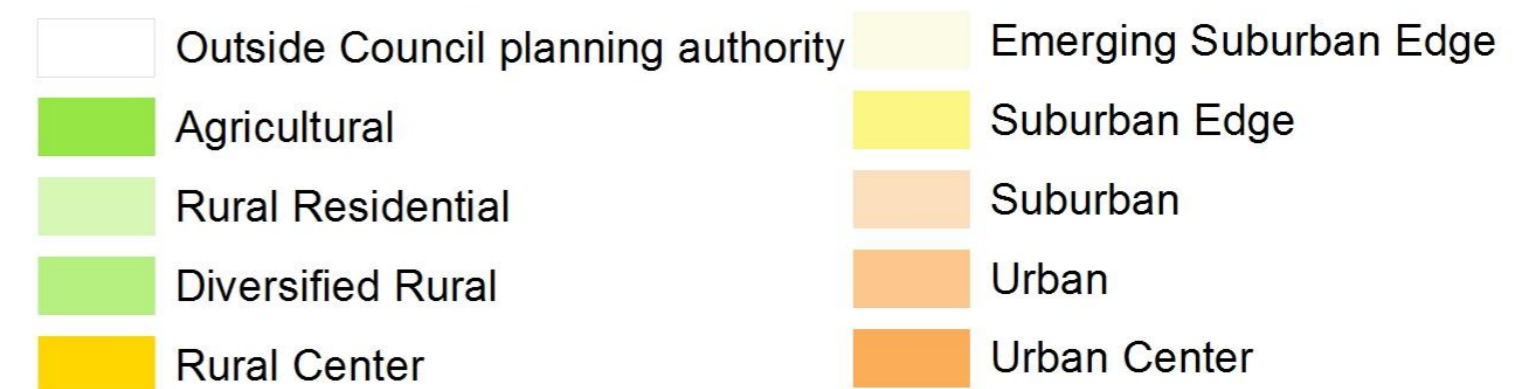 Outside Council planning authority
Agricultural
Rural Residential
Diversified Rural
Rural Center
Emerging Suburban Edge
Suburban Edge
Suburban
Urban
Urban Center